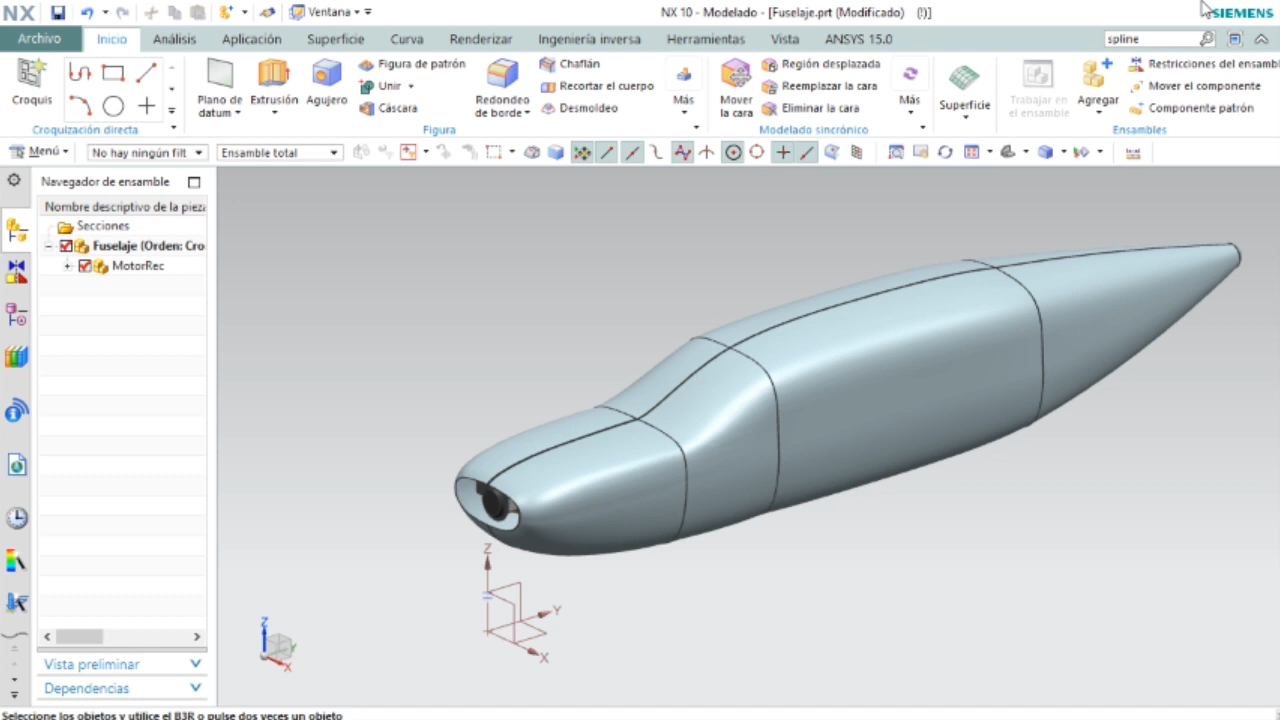 NX
Ventana
NX 10 - Modelado - [Fuselaje.prt (Modificado) (!)]
SIEMENS
Archivo Inicio Análisis Aplicación Superficie Curva Renderizar Ingeniería inversa Herramientas Vista ANSYS 15.0 spline
Croquis
Croquización directa
Plano de datum
Extrusión
Agujero
Figura de patrón
Unir
Cáscara
Redondeo de borde
Chaflán
Recortar el cuerpo
Desmoldeo
Más
Figura
Mover la cara
Región desplazada
Reemplazar la cara
Eliminar la cara
Más
Modelado sincrónico
Superficie
Trabajar en el ensamble
Agregar
Restricciones del ensamb
Mover el componente
Componente patrón
Ensambles
Menú
No hay ningún filt
Ensamble total
Navegador de ensamble
Nombre descriptivo de la pieza
Secciones
Fuselaje (Orden: Cro
MotorRec
Vista preliminar
Dependencias
Z
Y
X
Z
Y
X
Seleccione los objetos y utilice el B3R o pulse dos veces un objeto